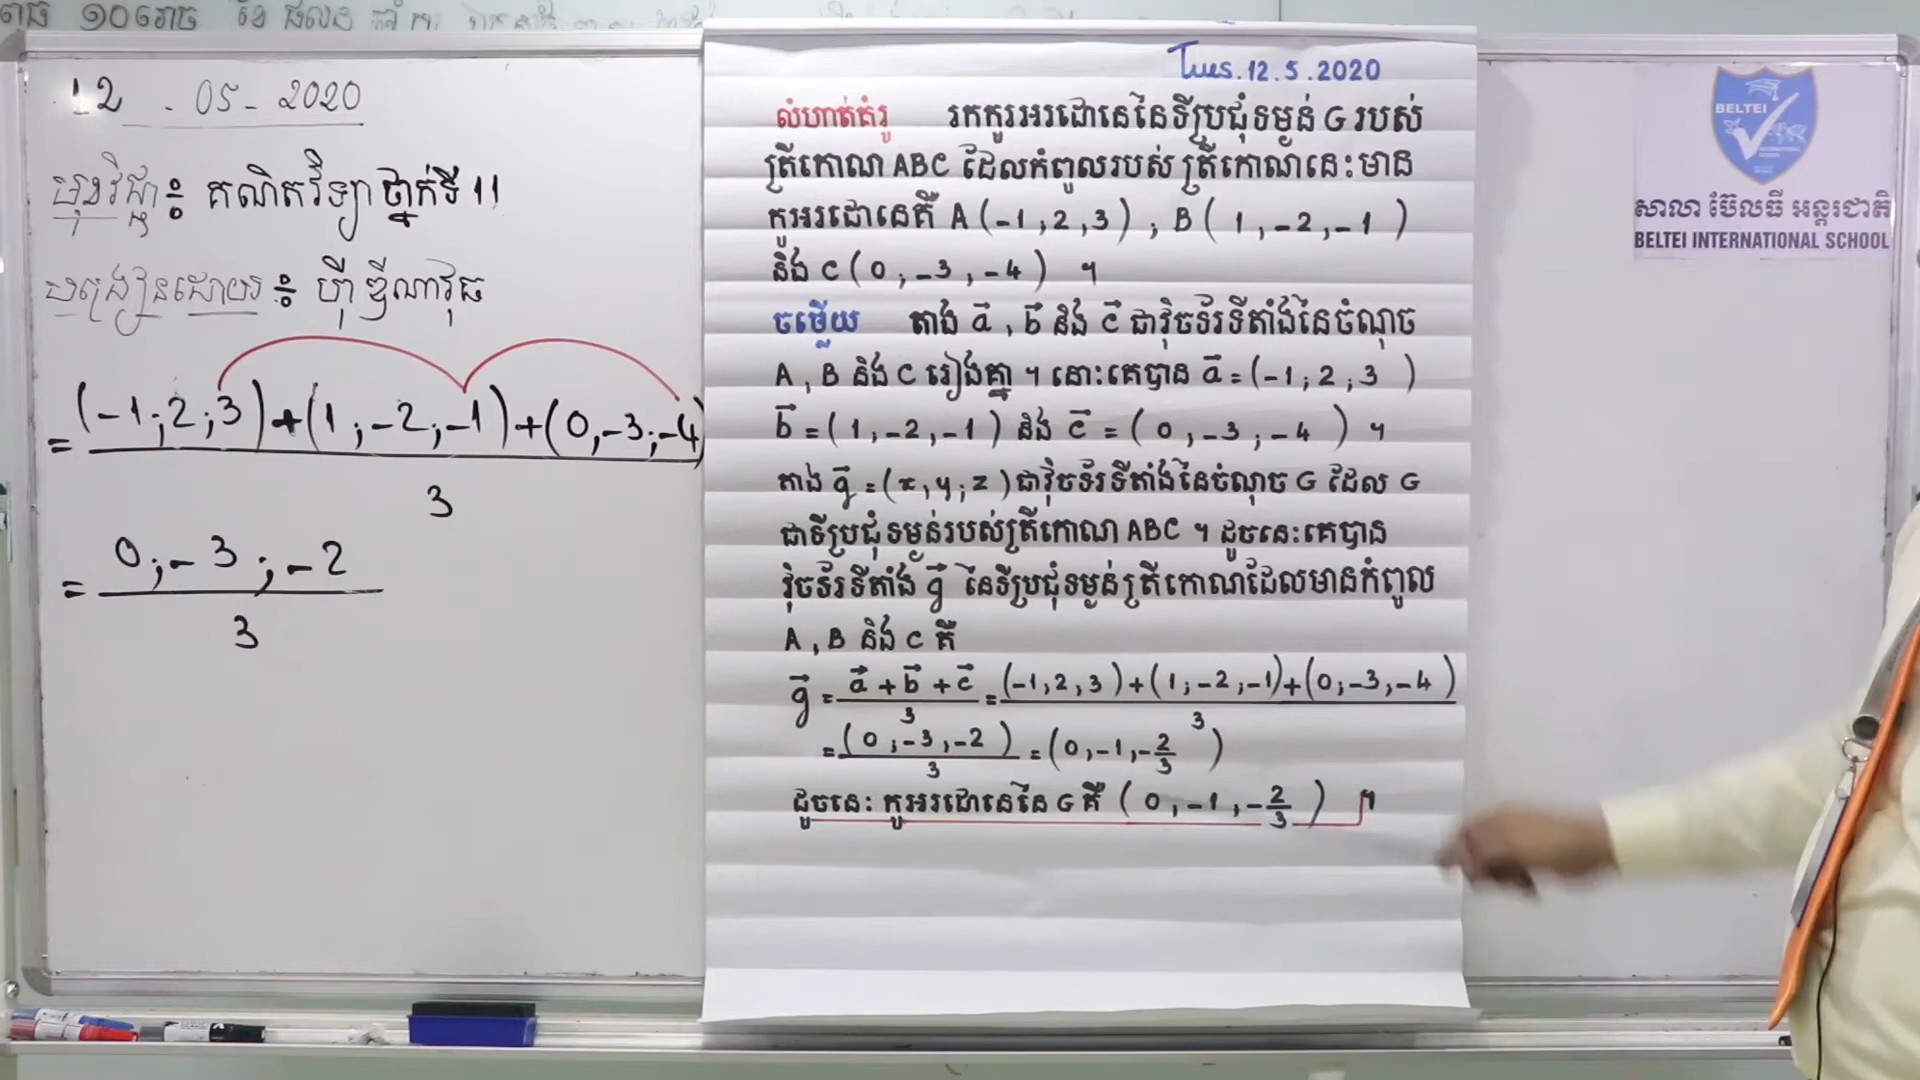 12 - 05 - 2020
មុខវិជ្ជា ៖ គណិតវិទ្យា ថ្នាក់ទី 11
បង្រៀនដោយ ៖ ហ៊ី ឌីណាវុធ
= (-1;2;3)+(1;-2;-1)+(0,-3;-4)
3
= 0;-3;-2
3
Tues.12.5.2020
លំហាត់គំរូ រកកូអរដោនេនៃទីប្រជុំទម្ងន់ G របស់
ត្រីកោណ ABC ដែលកំពូលរបស់ ត្រីកោណនេះមាន
កូអរដោនេគឺ A(-1,2,3) , B(1,-2,-1)
និង C(0,-3,-4) ។
ចម្លើយ តាង a⃗ , b⃗ និង c⃗ ជាវ៉ិចទ័រទីតាំងនៃចំណុច
A , B និង C រៀងគ្នា ។ នោះគេបាន a⃗ = (-1;2,3)
b⃗ = (1,-2,-1) និង c⃗ = (0,-3,-4) ។
តាង g⃗ = (x,y;z) ជាវ៉ិចទ័រទីតាំងនៃចំណុច G ដែល G
ជាទីប្រជុំទម្ងន់របស់ត្រីកោណ ABC ។ ដូចនេះគេបាន
វ៉ិចទ័រទីតាំង g⃗ នៃទីប្រជុំទម្ងន់ត្រីកោណដែលមានកំពូល
A , B និង C គឺ
g⃗ = (a⃗ + b⃗ + c⃗)/3 = ((-1,2,3)+(1,-2,-1)+(0,-3,-4))/3
= (0,-3,-2)/3 = (0,-1,-2/3)
ដូចនេះ កូអរដោនេនៃ G គឺ (0,-1,-2/3) ។
BELTEI
សាលា ប៊ែលធី អន្តរជាតិ
BELTEI INTERNATIONAL SCHOOL